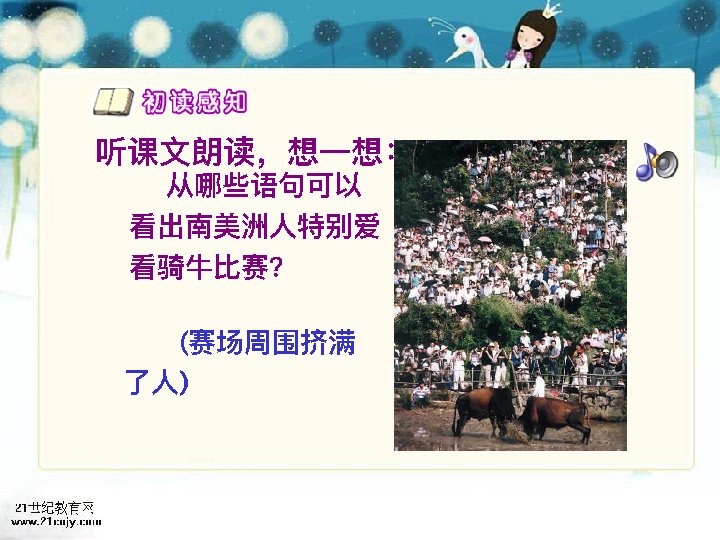 初读感知
听课文朗读，想一想：
从哪些语句可以
看出南美洲人特别爱
看骑牛比赛？
（赛场周围挤满
了人）
21世纪教育网
www.21cnjy.com